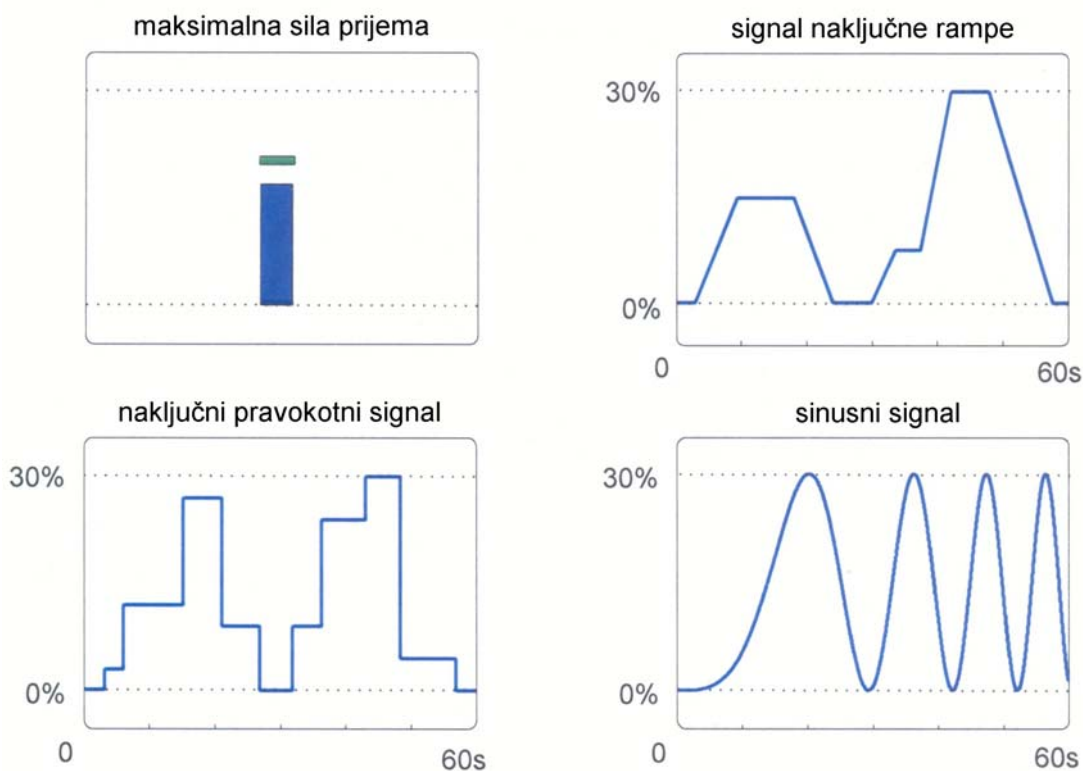 maksimalna sila prijema
signal naključne rampe
30%
0%
0
60s
naključni pravokotni signal
30%
0%
0
60s
sinusni signal
30%
0%
0
60s